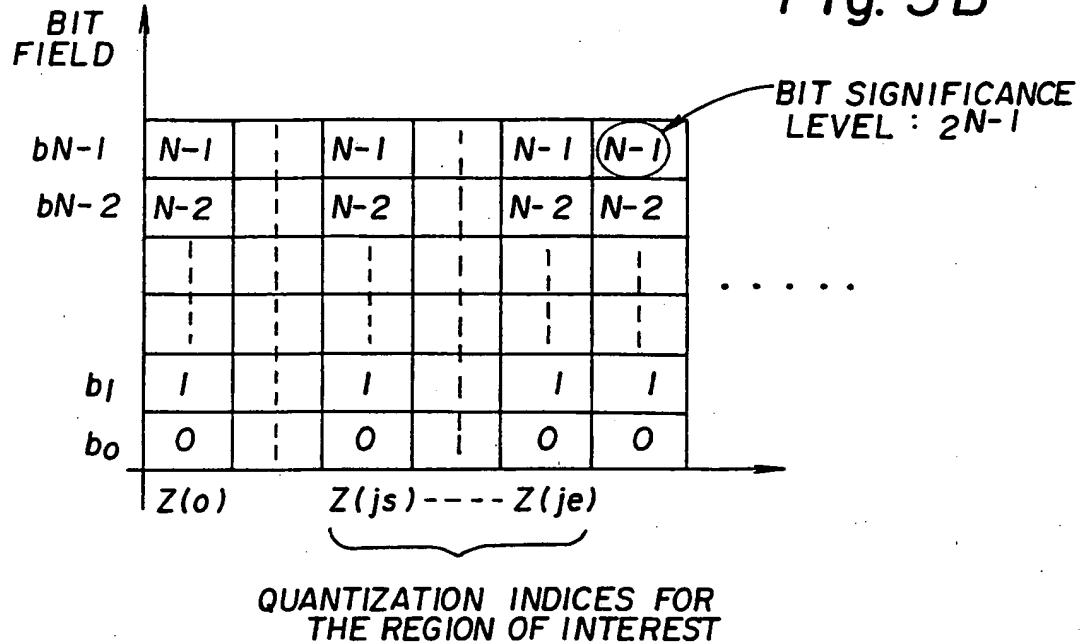 Fig. 5B
BIT
FIELD
BIT SIGNIFICANCE
LEVEL : 2N-1
bN-1 N-1 N-1 N-1 N-1
bN-2 N-2 N-2 N-2 N-2
b1 1 1 1 1
b0 0 0 0 0
Z(0) Z(js)----Z(je)
QUANTIZATION INDICES FOR
THE REGION OF INTEREST